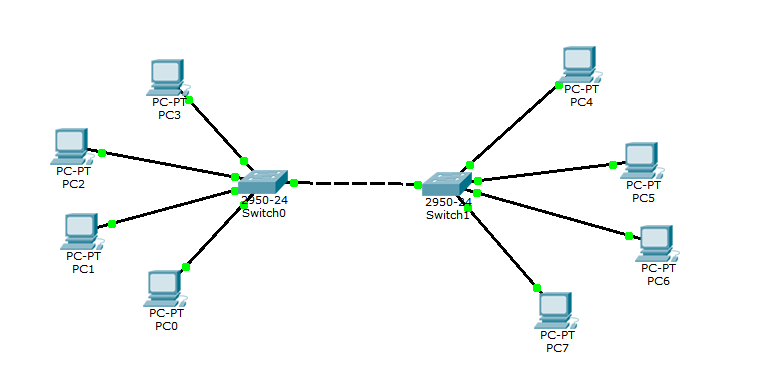 PC-PT
PC3
PC-PT
PC4
PC-PT
PC2
PC-PT
PC5
2950-24
Switch0
2950-24
Switch1
PC-PT
PC1
PC-PT
PC6
PC-PT
PC0
PC-PT
PC7